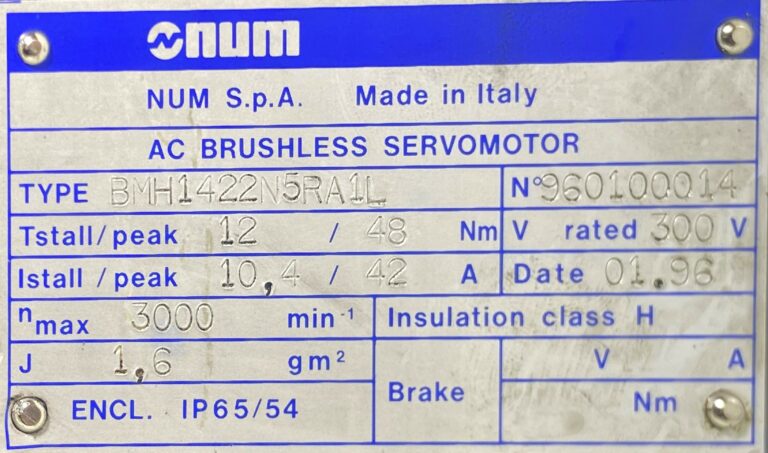 num
NUM S.p.A. Made in Italy
AC BRUSHLESS SERVOMOTOR
TYPE BMH1422N5RA1L N° 960100014
Tstall/peak 12 / 48 Nm V rated 300 V
Istall / peak 10,4 / 42 A Date 01.96
n max 3000 min⁻¹ Insulation class H
J 1,6 gm² V A
ENCL. IP65/54 Brake Nm